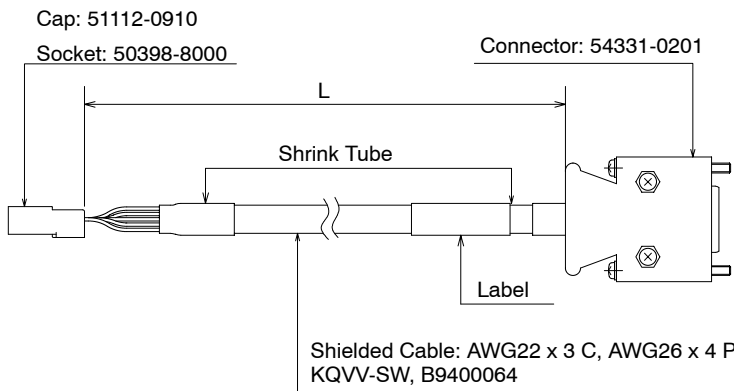 Cap: 51112-0910
Socket: 50398-8000
Connector: 54331-0201
L
Shrink Tube
Label
Shielded Cable: AWG22 x 3 C, AWG26 x 4 P
KQVV-SW, B9400064